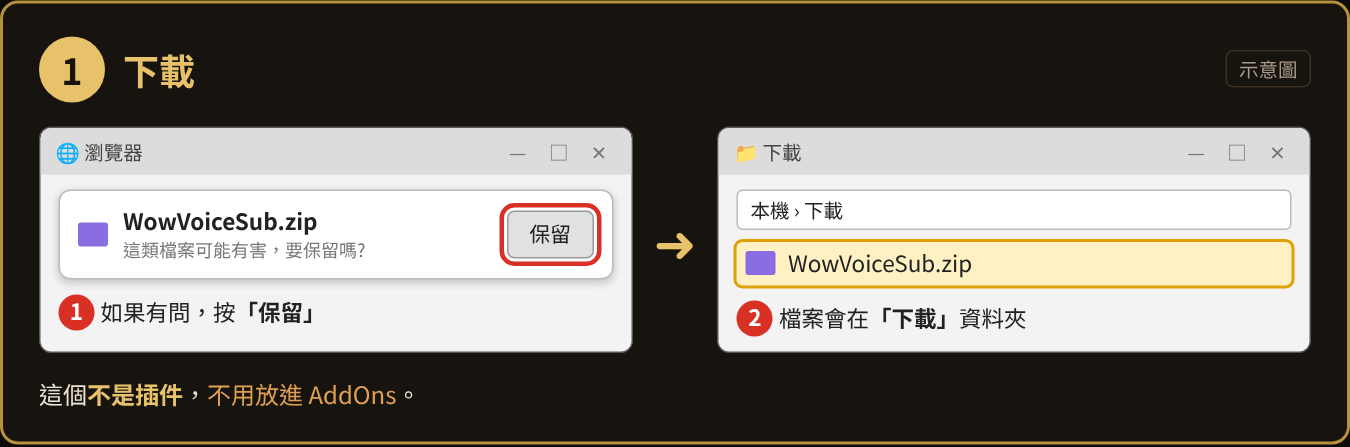 1 下載
示意圖
瀏覽器
WowVoiceSub.zip
這類檔案可能有害，要保留嗎?
保留
1 如果有問，按「保留」
下載
本機 › 下載
WowVoiceSub.zip
2 檔案會在「下載」資料夾
這個不是插件，不用放進 AddOns。